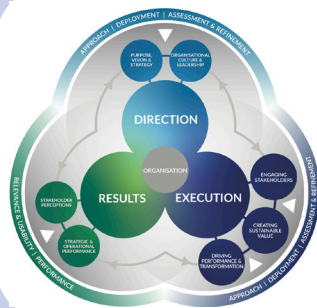 APPROACH | DEPLOYMENT | ASSESSMENT & REFINEMENT
PURPOSE,
VISION &
STRATEGY
ORGANISATIONAL
CULTURE &
LEADERSHIP
DIRECTION
ORGANISATION
RESULTS
EXECUTION
ENGAGING
STAKEHOLDERS
CREATING
SUSTAINABLE
VALUE
DRIVING
PERFORMANCE &
TRANSFORMATION
STAKEHOLDER
PERCEPTIONS
STRATEGIC &
OPERATIONAL
PERFORMANCE
RELEVANCE & USABILITY | PERFORMANCE
APPROACH | DEPLOYMENT | ASSESSMENT & REFINEMENT